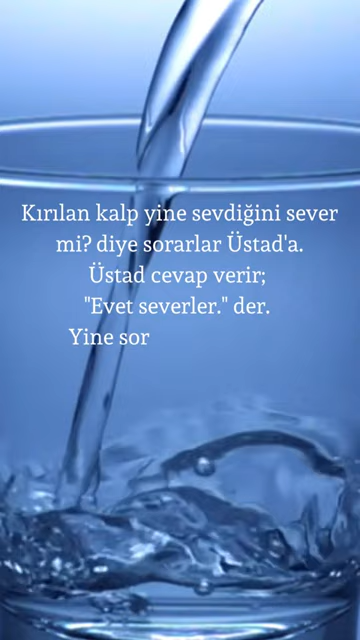 Kırılan kalp yine sevdiğini sever
mi? diye sorarlar Üstad'a.
Üstad cevap verir;
"Evet severler." der.
Yine sor